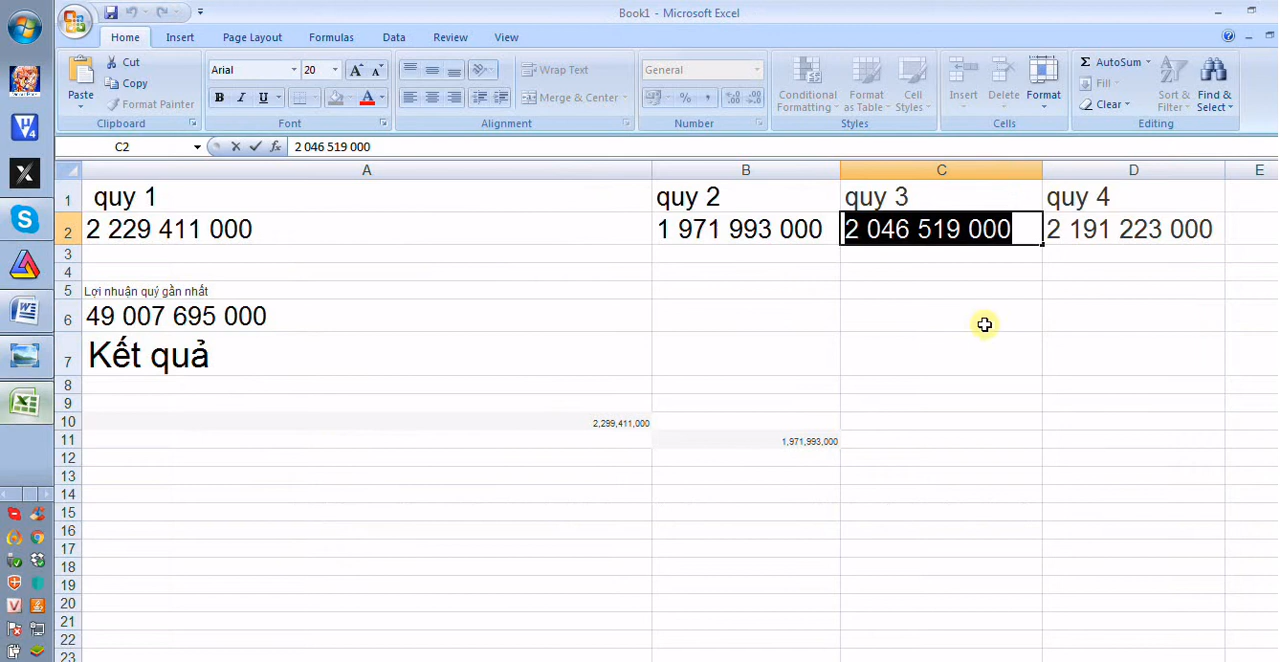 Book1 - Microsoft Excel
Home Insert Page Layout Formulas Data Review View
Paste Cut Copy Format Painter Clipboard
Arial 20 A A B I U A Font
Wrap Text Merge & Center Alignment
General % , Number
Conditional Formatting Format as Table Cell Styles Styles
Insert Delete Format Cells
Σ AutoSum Fill Clear Sort & Filter Find & Select Editing
C2 fx 2 046 519 000
A B C D E
1 quy 1 quy 2 quy 3 quy 4
2 2 229 411 000 1 971 993 000 2 046 519 000 2 191 223 000
3
4
5 Lợi nhuận quý gần nhất
6 49 007 695 000
7 Kết quả
8
9
10 2,299,411,000
11 1,971,993,000
12
13
14
15
16
17
18
19
20
21
22
23